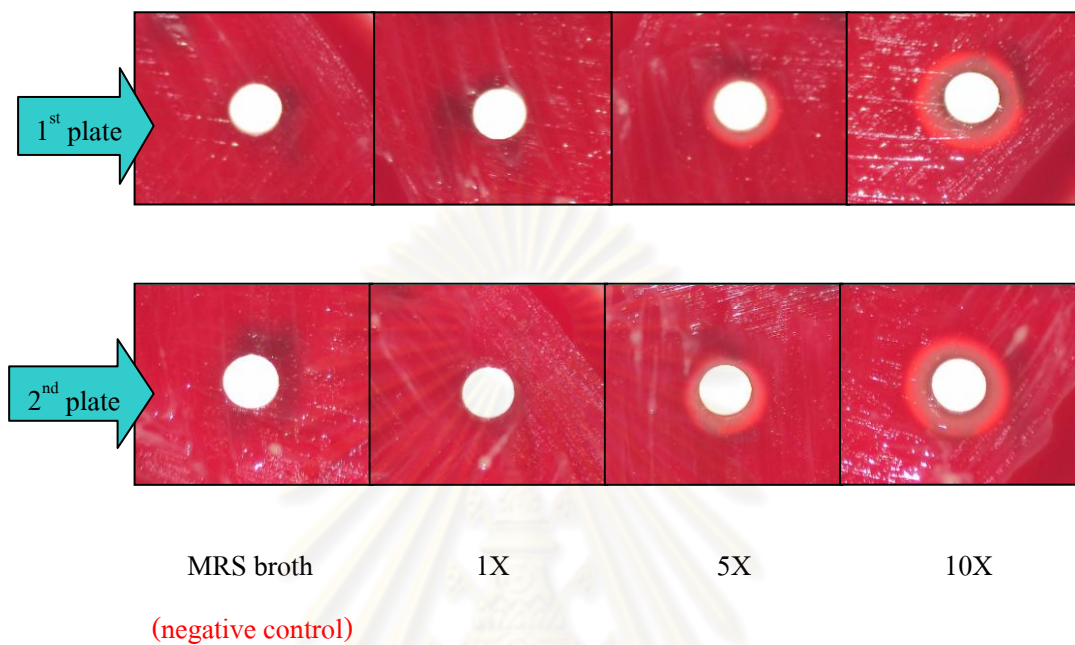 1st plate
2nd plate
MRS broth 1X 5X 10X
(negative control)